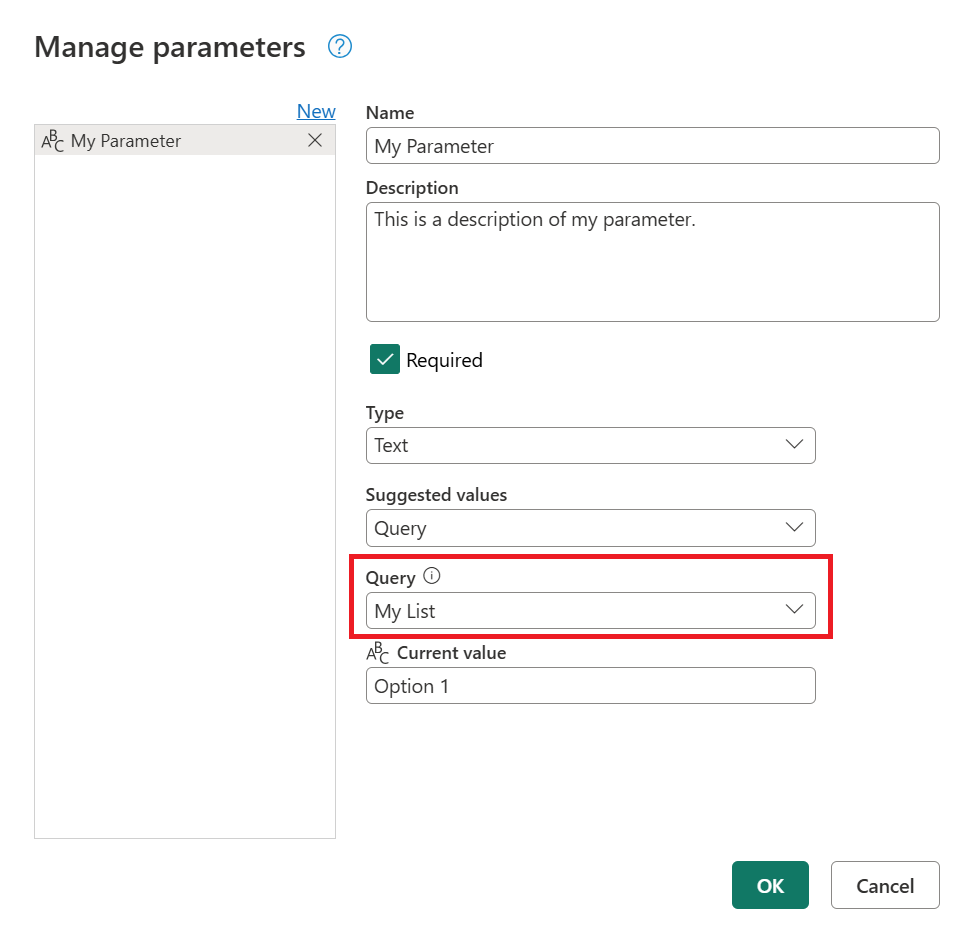 Manage parameters ?
New
ABC My Parameter
Name
My Parameter
Description
This is a description of my parameter.
Required
Type
Text
Suggested values
Query
Query
My List
ABC Current value
Option 1
OK
Cancel